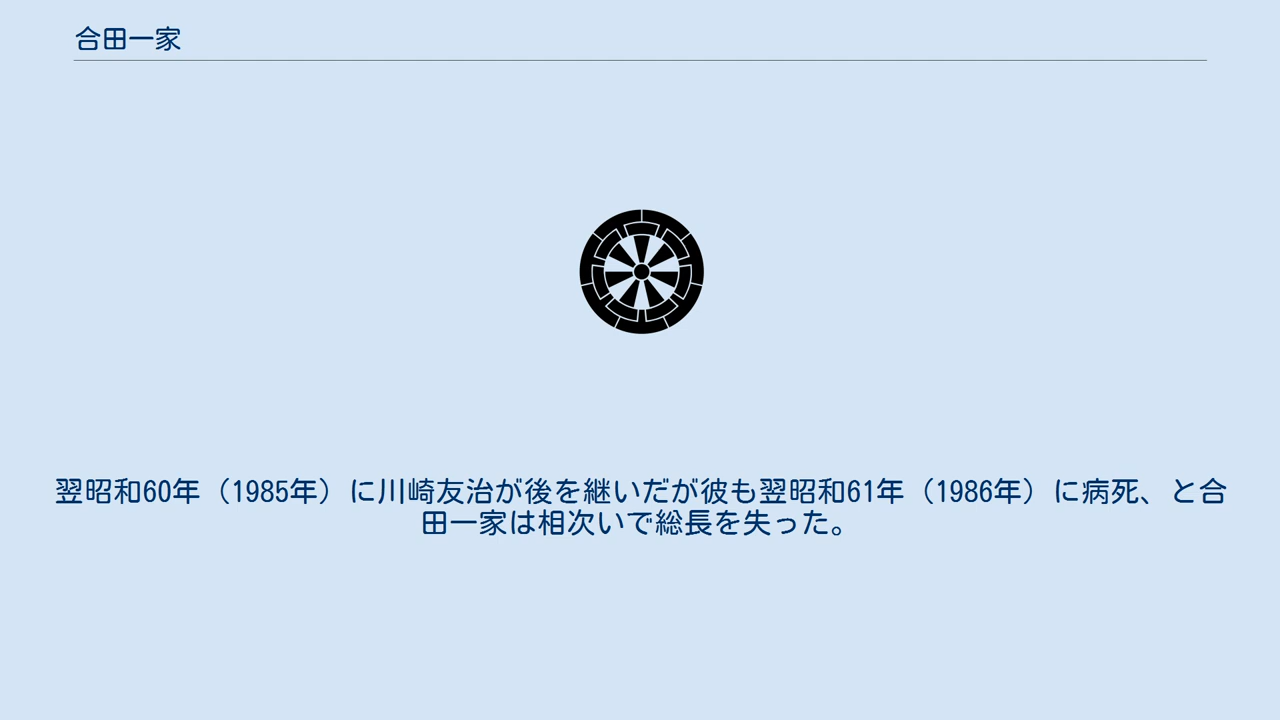 合田一家
翌昭和60年（1985年）に川崎友治が後を継いだが彼も翌昭和61年（1986年）に病死、と合
田一家は相次いで総長を失った。